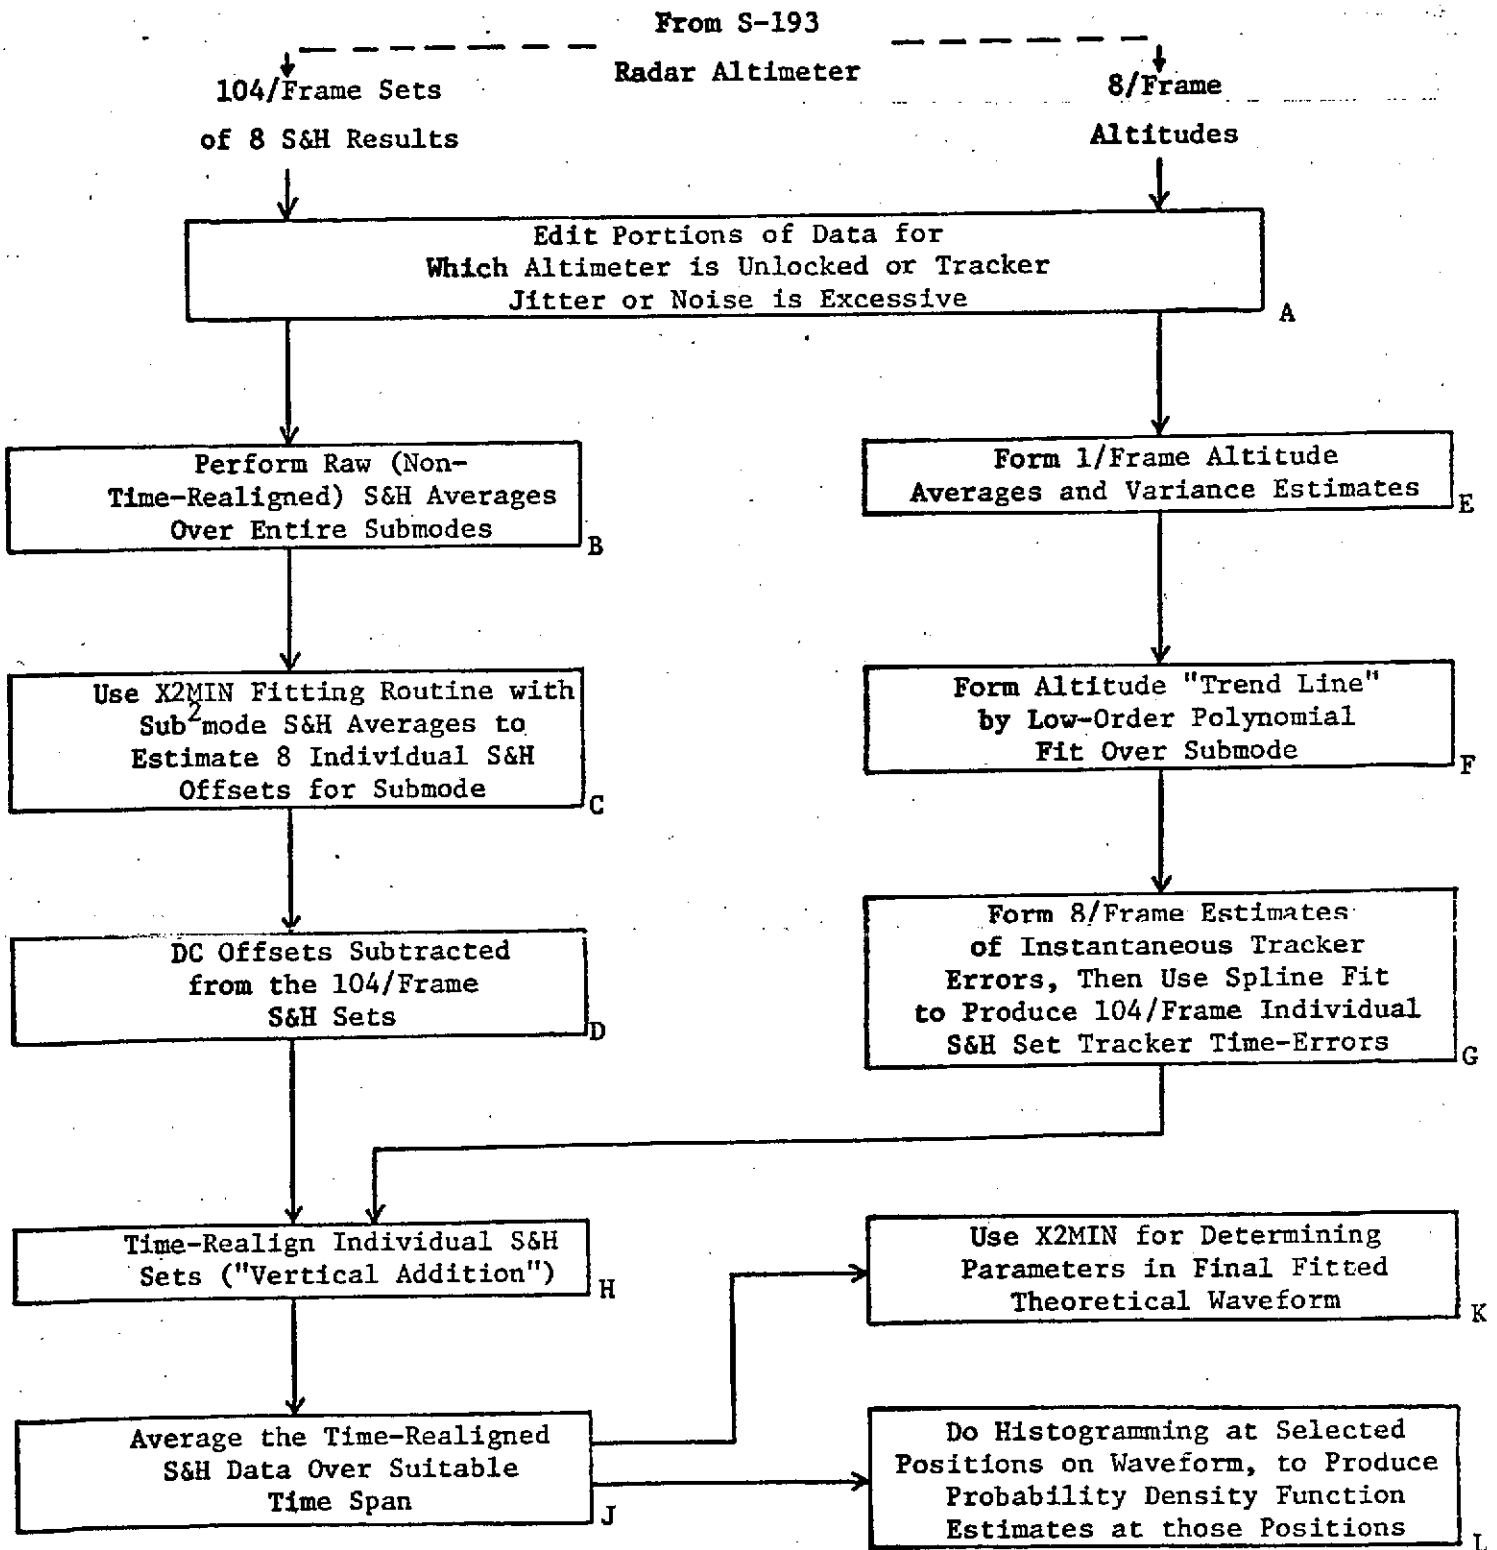 From S-193
Radar Altimeter
104/Frame Sets
of 8 S&H Results
8/Frame
Altitudes
Edit Portions of Data for
Which Altimeter is Unlocked or Tracker
Jitter or Noise is Excessive
A
Perform Raw (Non-
Time-Realigned) S&H Averages
Over Entire Submodes
B
Form 1/Frame Altitude
Averages and Variance Estimates
E
Use X2MIN Fitting Routine with
Sub2mode S&H Averages to
Estimate 8 Individual S&H
Offsets for Submode
C
Form Altitude "Trend Line"
by Low-Order Polynomial
Fit Over Submode
F
DC Offsets Subtracted
from the 104/Frame
S&H Sets
D
Form 8/Frame Estimates
of Instantaneous Tracker
Errors, Then Use Spline Fit
to Produce 104/Frame Individual
S&H Set Tracker Time-Errors
G
Time-Realign Individual S&H
Sets ("Vertical Addition")
H
Use X2MIN for Determining
Parameters in Final Fitted
Theoretical Waveform
K
Average the Time-Realigned
S&H Data Over Suitable
Time Span
J
Do Histogramming at Selected
Positions on Waveform, to Produce
Probability Density Function
Estimates at those Positions
L